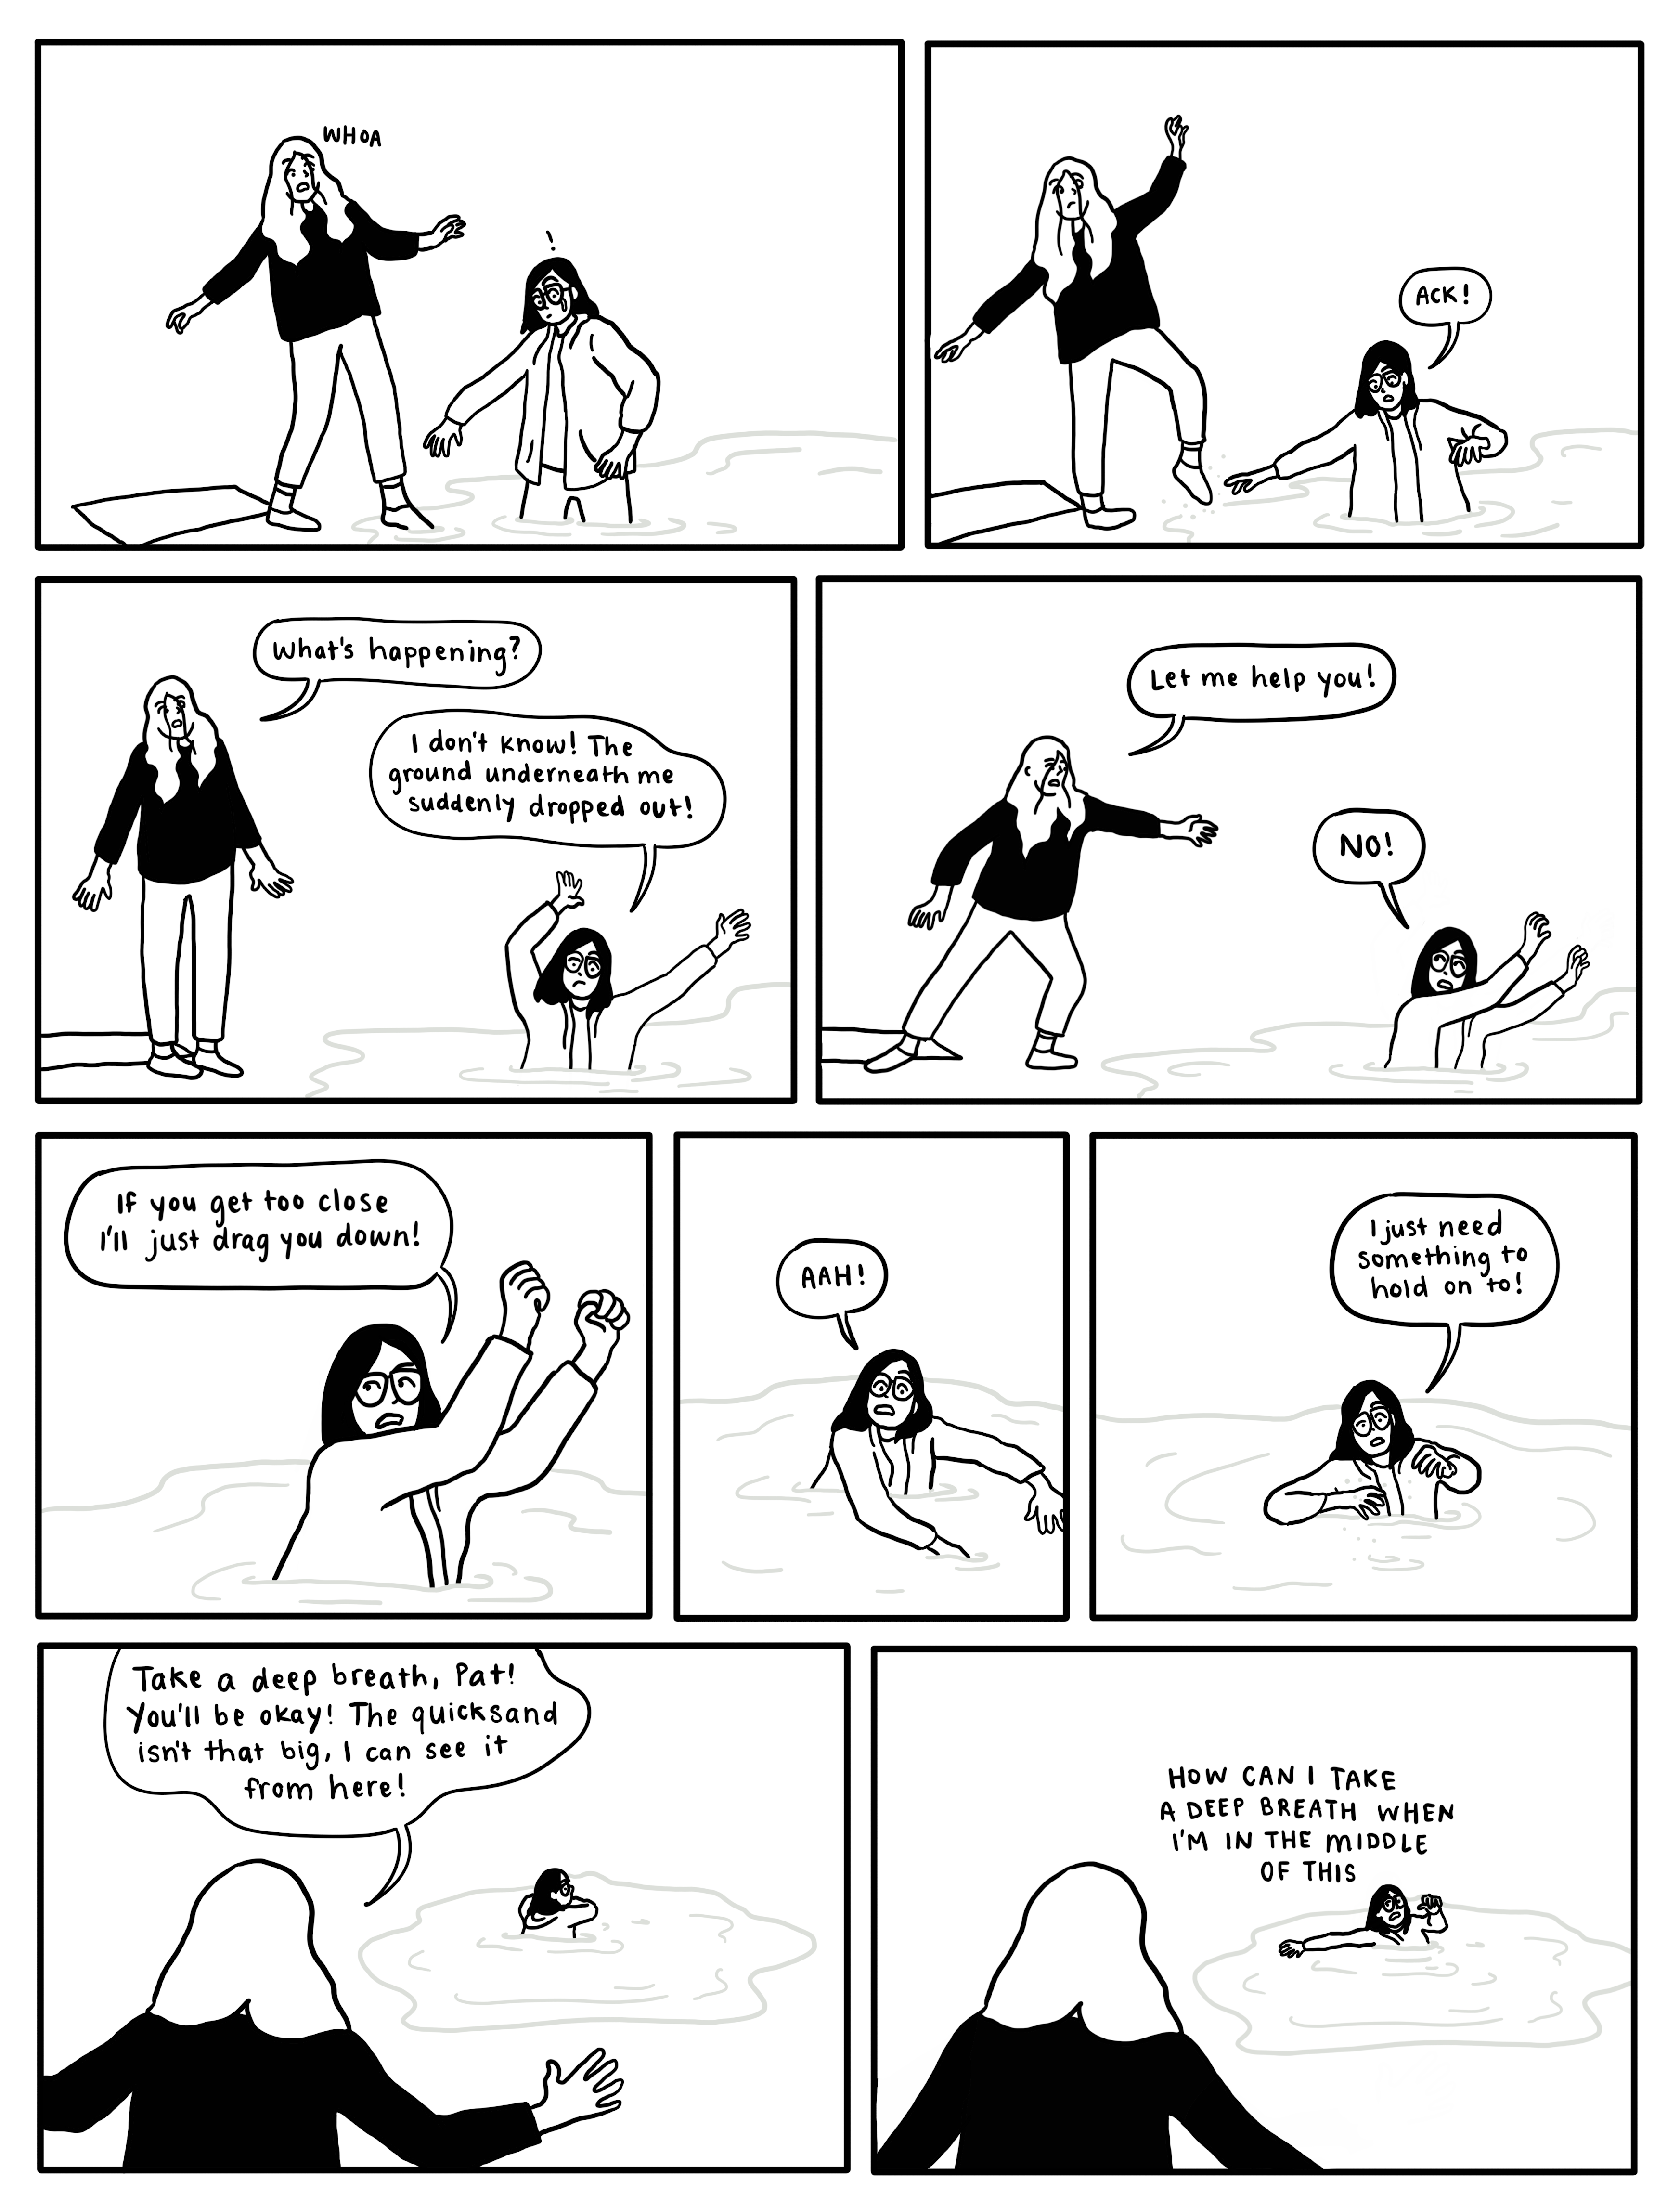 WHOA
!
ACK!
What's happening?
I don't know! The
ground underneath me
suddenly dropped out!
Let me help you!
NO!
If you get too close
I'll just drag you down!
AAH!
I just need
something to
hold on to!
Take a deep breath, Pat!
You'll be okay! The quicksand
isn't that big, I can see it
from here!
HOW CAN I TAKE
A DEEP BREATH WHEN
I'M IN THE MIDDLE
OF THIS